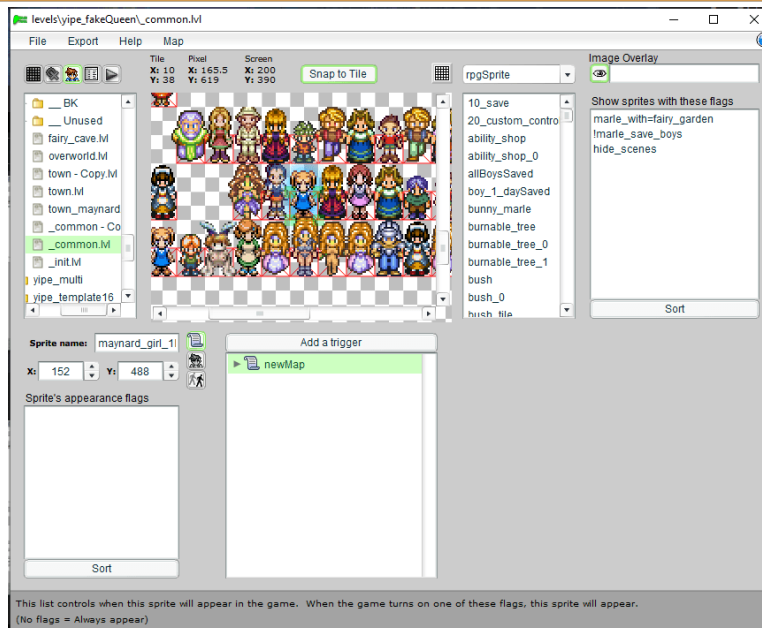 levels\yipe_fakeQueen\_common.lvl
File Export Help Map
Tile Pixel Screen
X: 10 X: 165.5 X: 200
Y: 38 Y: 619 Y: 390
Snap to Tile
rpgSprite
Image Overlay
__ BK
__ Unused
fairy_cave.lvl
overworld.lvl
town - Copy.lvl
town.lvl
town_maynard
_common - Co
_common.lvl
_init.lvl
yipe_multi
yipe_template16
10_save
20_custom_contro
ability_shop
ability_shop_0
allBoysSaved
boy_1_daySaved
bunny_marle
burnable_tree
burnable_tree_0
burnable_tree_1
bush
bush_0
bush_tile
Show sprites with these flags
marle_with=fairy_garden
!marle_save_boys
hide_scenes
Sort
Sprite name: maynard_girl_1
X: 152 Y: 488
Sprite's appearance flags
Sort
Add a trigger
newMap
This list controls when this sprite will appear in the game. When the game turns on one of these flags, this sprite will appear.
(No flags = Always appear)